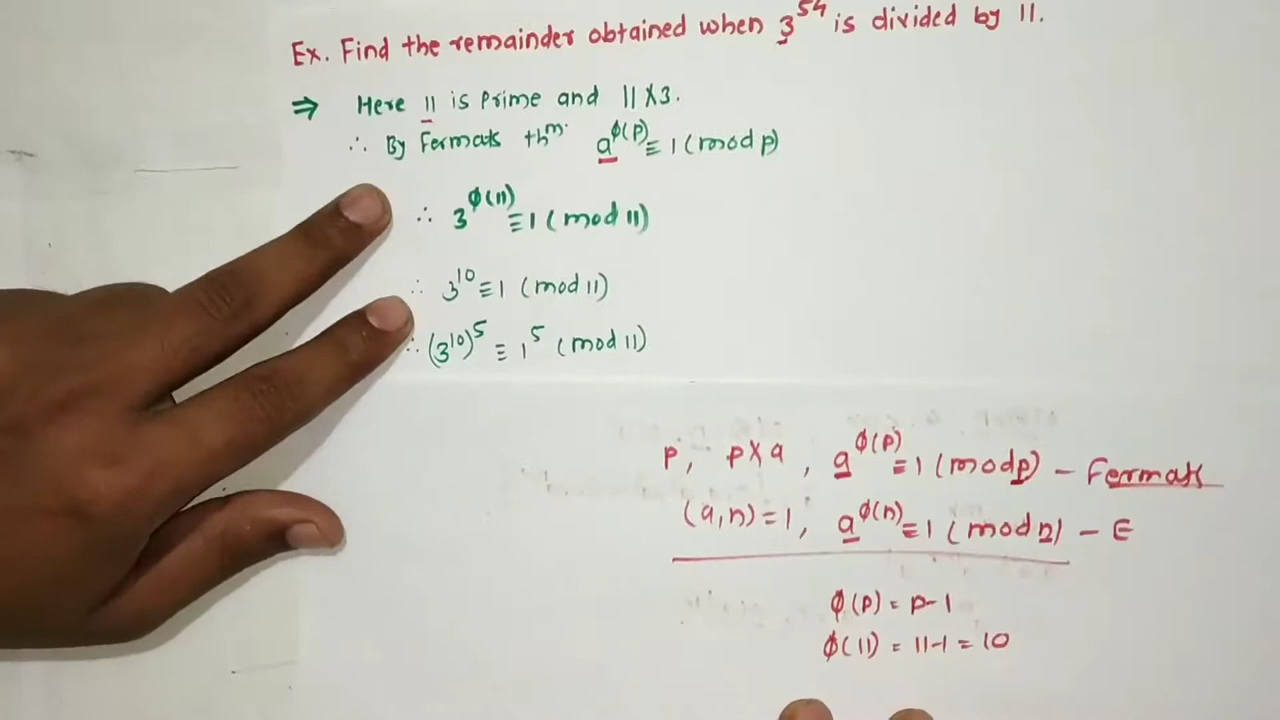 Ex. Find the remainder obtained when 3^54 is divided by 11.
⇒ Here 11 is prime and 11∤3.
∴ By Fermats thm. a^ϕ(p) ≡ 1 (mod p)
∴ 3^ϕ(11) ≡ 1 (mod 11)
∴ 3^10 ≡ 1 (mod 11)
∴ (3^10)^5 ≡ 1^5 (mod 11)
p, p∤a, a^ϕ(p) ≡ 1 (mod p) - Fermats
(a,n)=1, a^ϕ(n) ≡ 1 (mod n) - E
ϕ(p) = p-1
ϕ(11) = 11-1 = 10